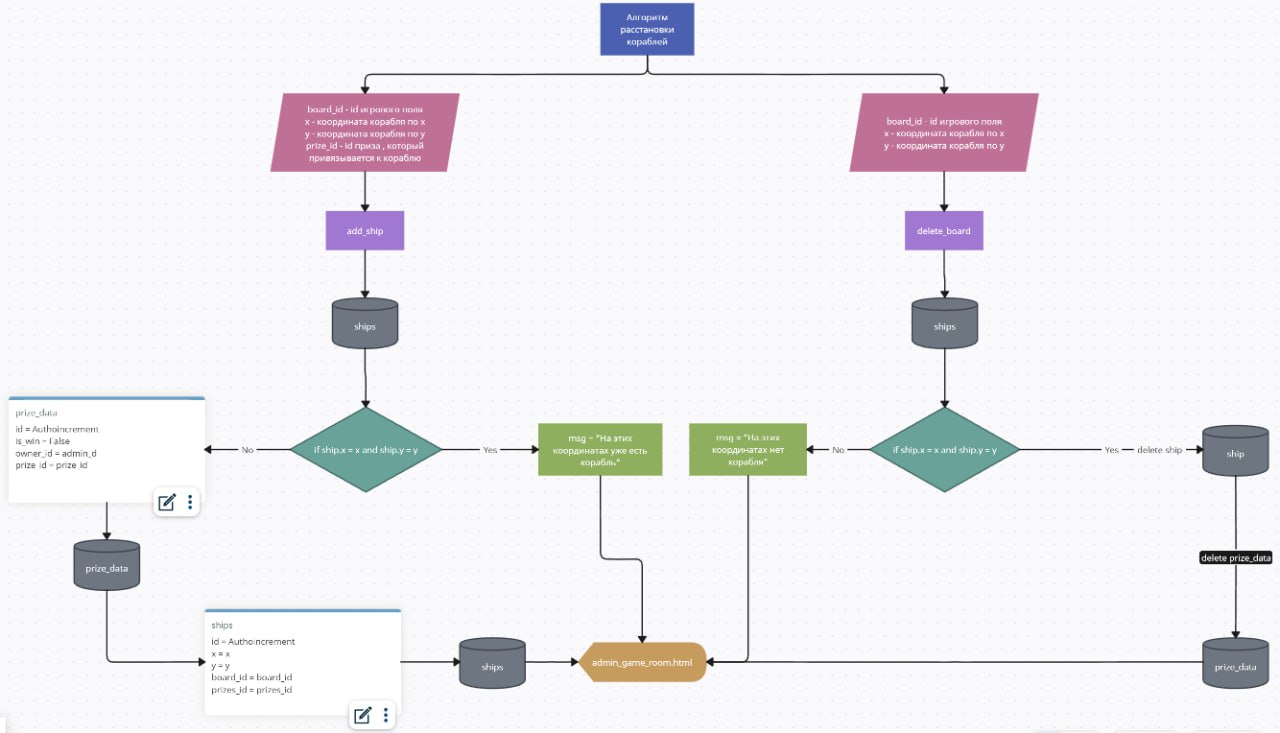 Алгоритм
расстановки
кораблей
board_id - id игрового поля
x - координата корабля по x
y - координата корабля по y
prize_id - id приза , который
привязывается к кораблю
board_id - id игрового поля
x - координата корабля по x
y - координата корабля по y
add_ship
delete_board
ships
ships
prize_data
id = Authoincrement
is_win = False
owner_id = admin_d
prize_id = prize_id
No
if ship.x = x and ship.y = y
Yes
msg = "На этих
координатах уже есть
корабль"
msg = "На этих
координатах нет
корабля"
No
if ship.x = x and ship.y = y
Yes
delete ship
ship
delete prize_data
prize_data
ships
id = Authoincrement
x = x
y = y
board_id = board_id
prizes_id = prizes_id
ships
admin_game_room.html
prize_data